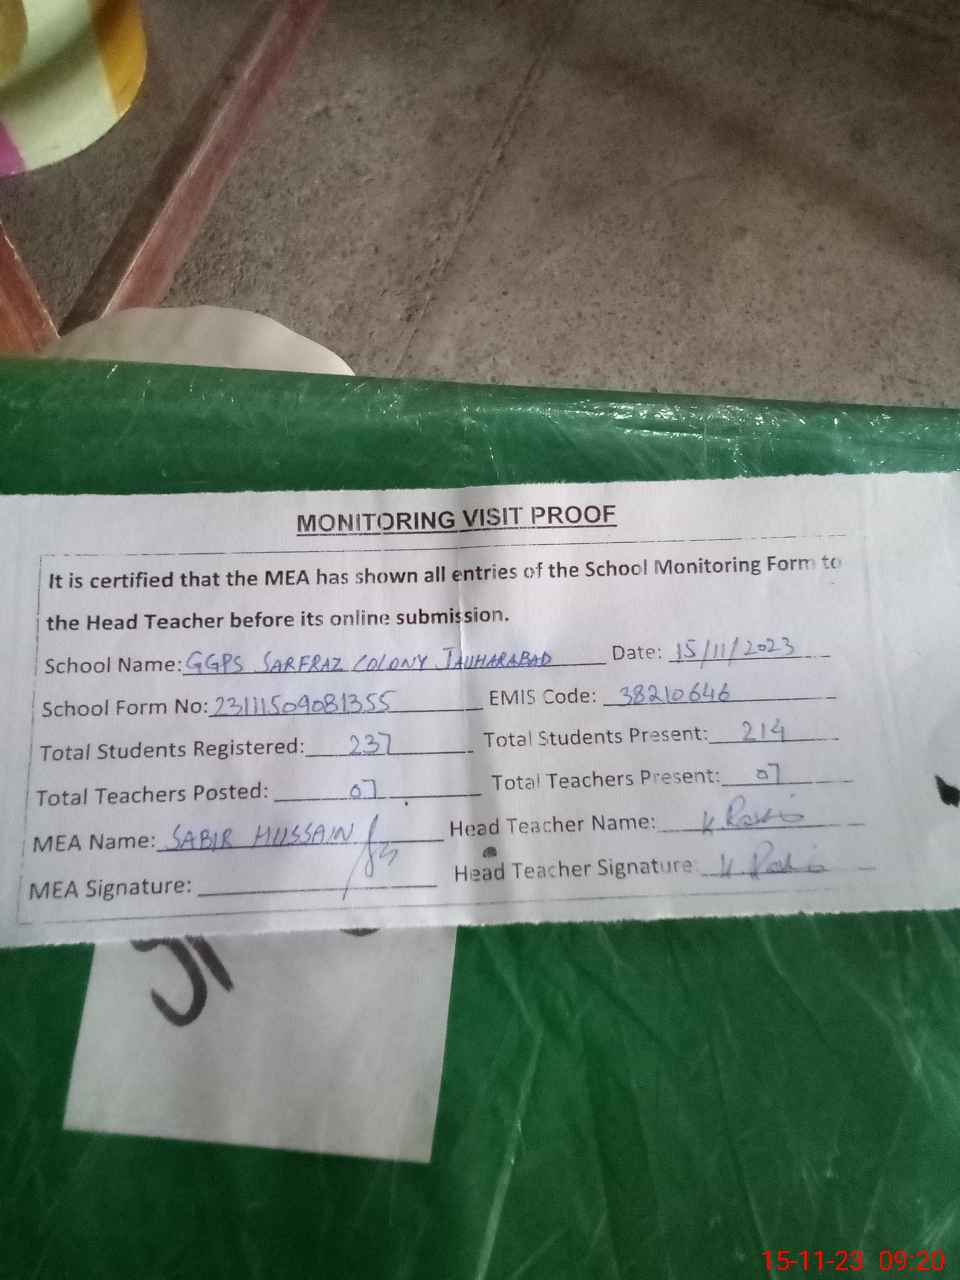 MONITORING VISIT PROOF
It is certified that the MEA has shown all entries of the School Monitoring Form to
the Head Teacher before its online submission.
School Name: GGPS SARFRAZ COLONY JAUHARABAD Date: 15/11/2023
School Form No: 23111509081355 EMIS Code: 38210646
Total Students Registered: 237 Total Students Present: 214
Total Teachers Posted: 07 Total Teachers Present: 07
MEA Name: SABIR HUSSAIN Head Teacher Name: K
MEA Signature: Head Teacher Signature: K
15-11-23 09:20